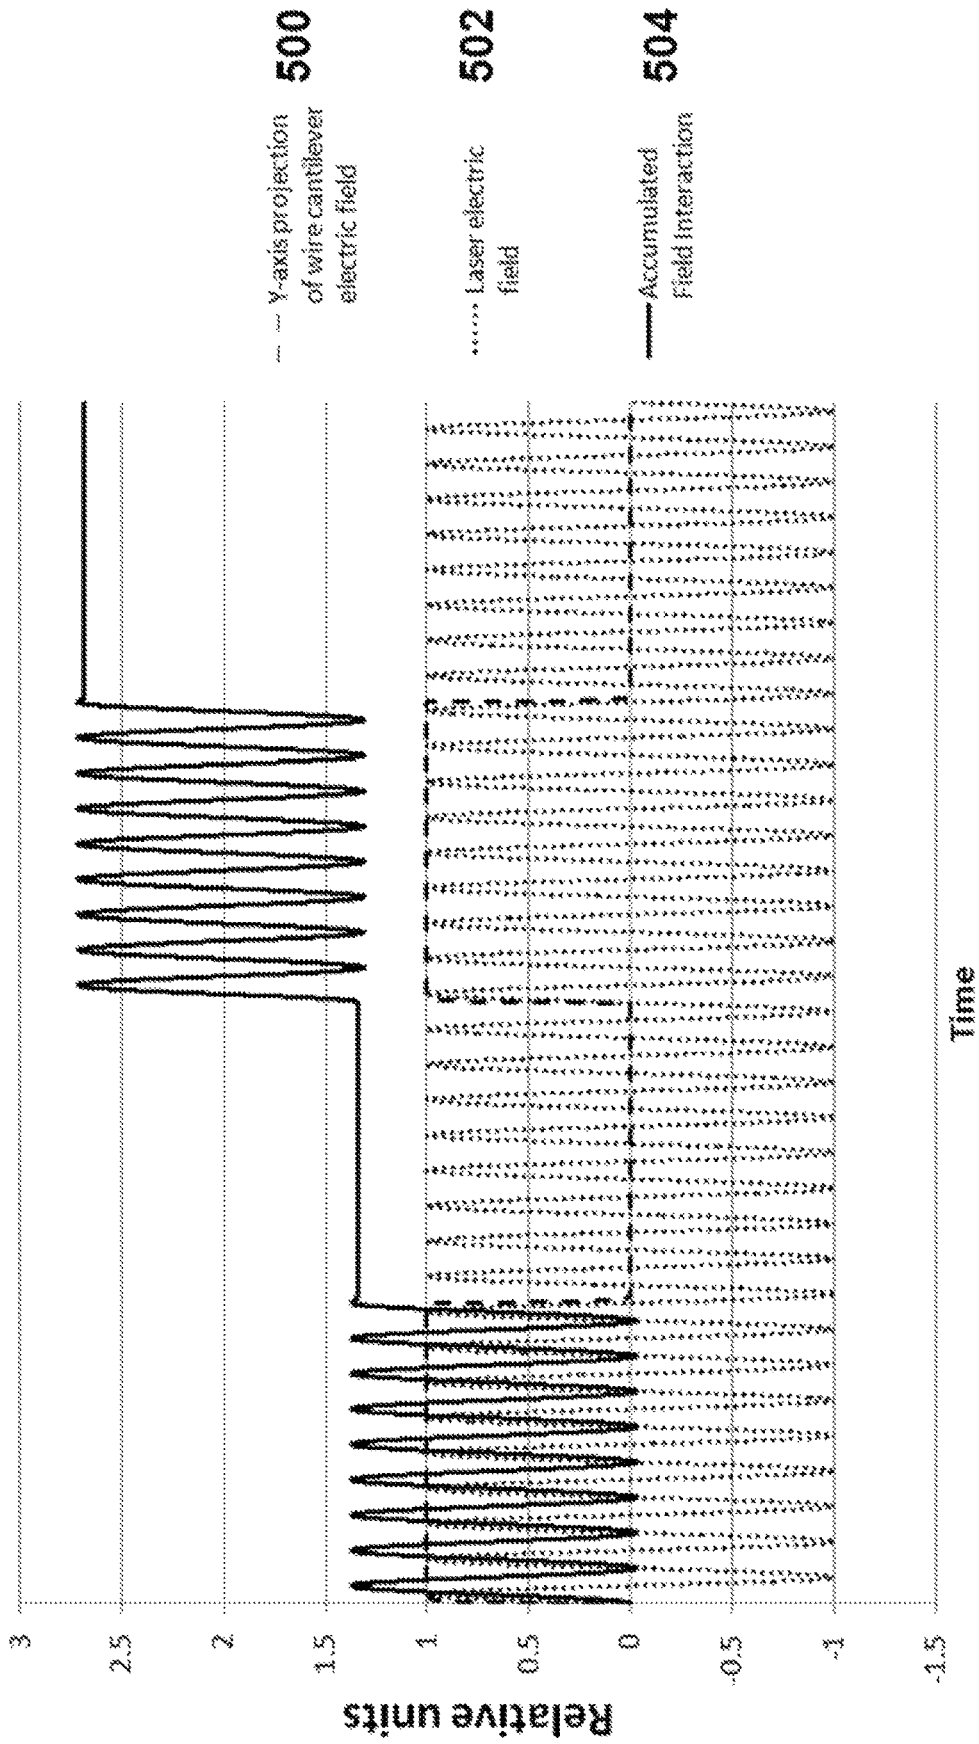 Relative units
3
2.5
2
1.5
1
0.5
0
-0.5
-1
-1.5
Time
Y-axis projection
of wire cantilever
electric field
500
Laser electric
field
502
Accumulated
Field Interaction
504